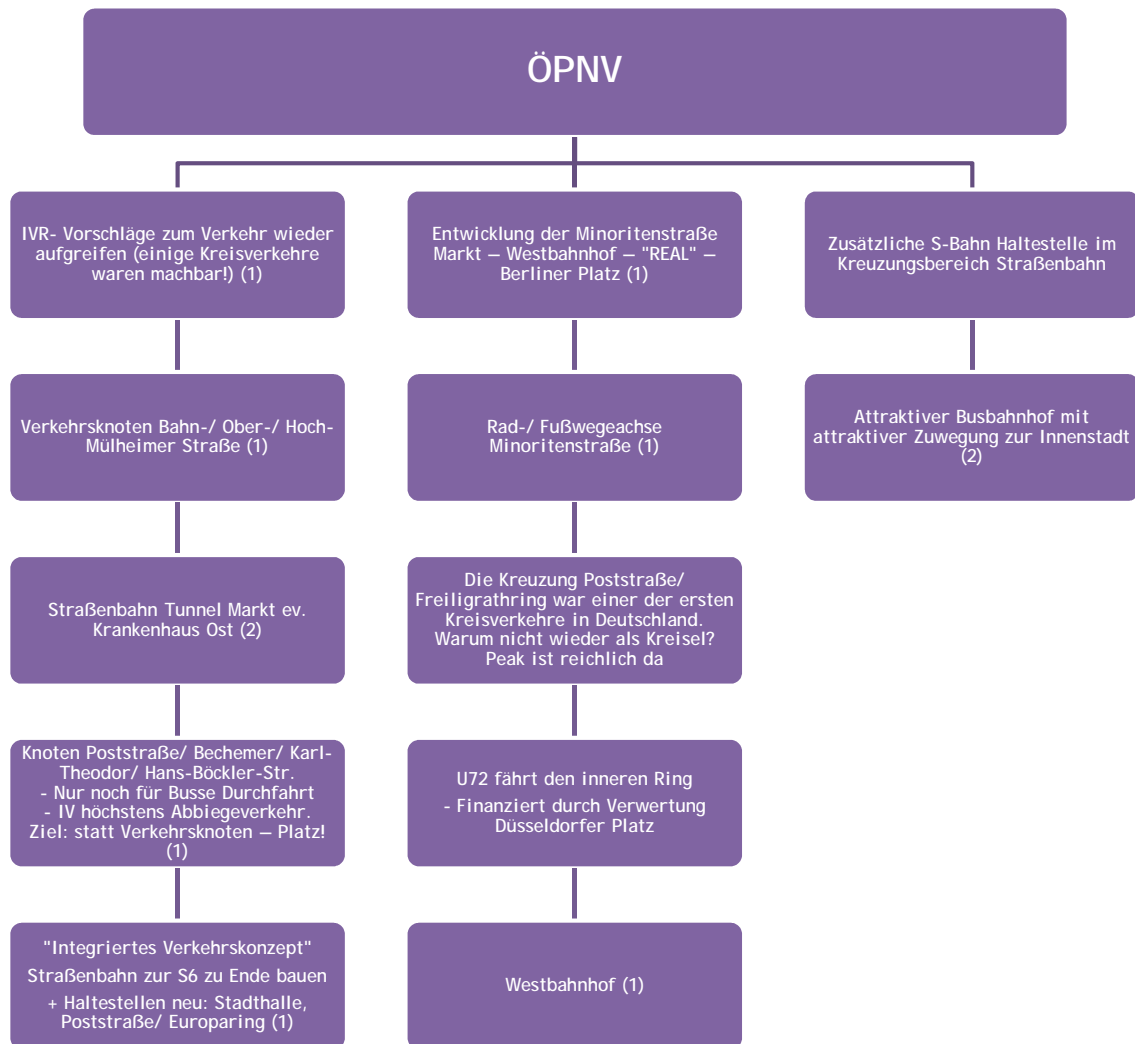 ÖPNV
IVR- Vorschläge zum Verkehr wieder
aufgreifen (einige Kreisverkehre
waren machbar!) (1)
Verkehrsknoten Bahn-/ Ober-/ Hoch-
Mülheimer Straße (1)
Straßenbahn Tunnel Markt ev.
Krankenhaus Ost (2)
Knoten Poststraße/ Bechemer/ Karl-
Theodor/ Hans-Böckler-Str.
- Nur noch für Busse Durchfahrt
- IV höchstens Abbiegeverkehr.
Ziel: statt Verkehrsknoten – Platz!
(1)
"Integriertes Verkehrskonzept"
Straßenbahn zur S6 zu Ende bauen
+ Haltestellen neu: Stadthalle,
Poststraße/ Europaring (1)
Entwicklung der Minoritenstraße
Markt – Westbahnhof – "REAL" –
Berliner Platz (1)
Rad-/ Fußwegeachse
Minoritenstraße (1)
Die Kreuzung Poststraße/
Freiligrathring war einer der ersten
Kreisverkehre in Deutschland.
Warum nicht wieder als Kreisel?
Peak ist reichlich da
U72 fährt den inneren Ring
- Finanziert durch Verwertung
Düsseldorfer Platz
Westbahnhof (1)
Zusätzliche S-Bahn Haltestelle im
Kreuzungsbereich Straßenbahn
Attraktiver Busbahnhof mit
attraktiver Zuwegung zur Innenstadt
(2)